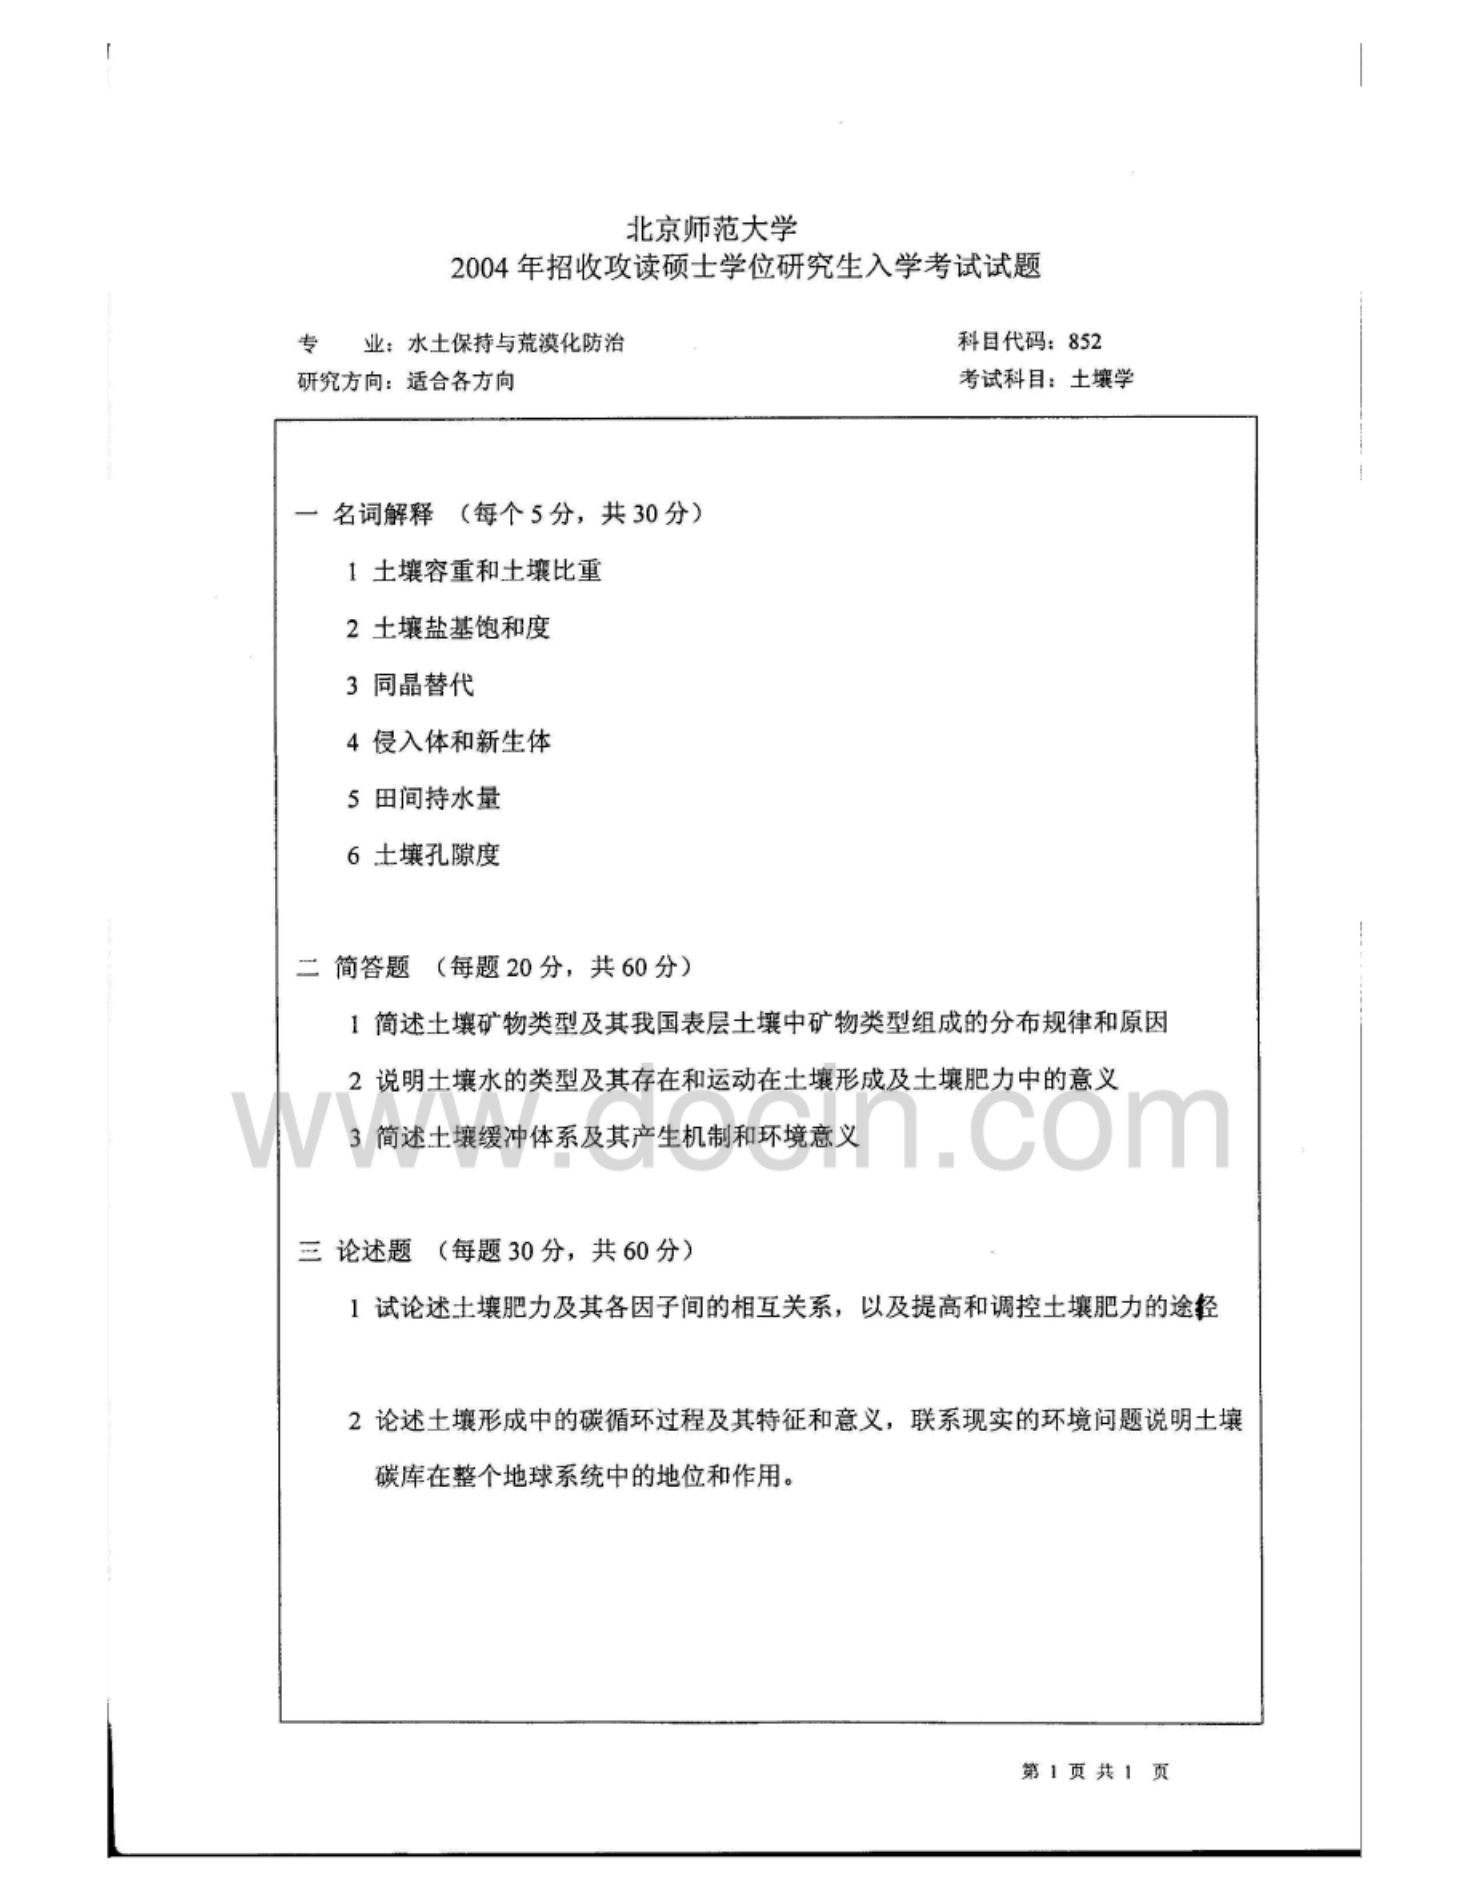 北京师范大学
2004 年招收攻读硕士学位研究生入学考试试题
专 业：水土保持与荒漠化防治 科目代码：852
研究方向：适合各方向 考试科目：土壤学
一 名词解释 （每个 5 分，共 30 分）
1 土壤容重和土壤比重
2 土壤盐基饱和度
3 同晶替代
4 侵入体和新生体
5 田间持水量
6 土壤孔隙度
二 简答题 （每题 20 分，共 60 分）
1 简述土壤矿物类型及其我国表层土壤中矿物类型组成的分布规律和原因
2 说明土壤水的类型及其存在和运动在土壤形成及土壤肥力中的意义
3 简述土壤缓冲体系及其产生机制和环境意义
www.docin.com
三 论述题 （每题 30 分，共 60 分）
1 试论述土壤肥力及其各因子间的相互关系，以及提高和调控土壤肥力的途径
2 论述土壤形成中的碳循环过程及其特征和意义，联系现实的环境问题说明土壤
碳库在整个地球系统中的地位和作用。
第 1 页 共 1 页